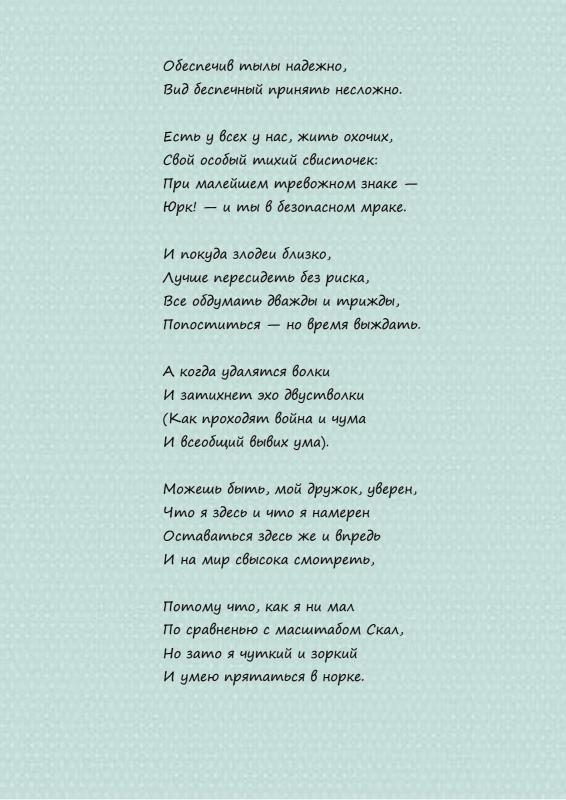 Обеспечив тылы надежно,
Вид беспечный принять несложно.
Есть у всех у нас, жить охочих,
Свой особый тихий свисточек:
При малейшем тревожном знаке —
Юрк! — и ты в безопасном мраке.
И покуда злодеи близко,
Лучше пересидеть без риска,
Все обдумать дважды и трижды,
Попоститься — но время выждать.
А когда удалятся волки
И затихнет эхо двустволки
(Как проходят война и чума
И всеобщий вывих ума).
Можешь быть, мой дружок, уверен,
Что я здесь и что я намерен
Оставаться здесь же и впредь
И на мир свысока смотреть,
Потому что, как я ни мал
По сравненью с масштабом Скал,
Но зато я чуткий и зоркий
И умею прятаться в норке.